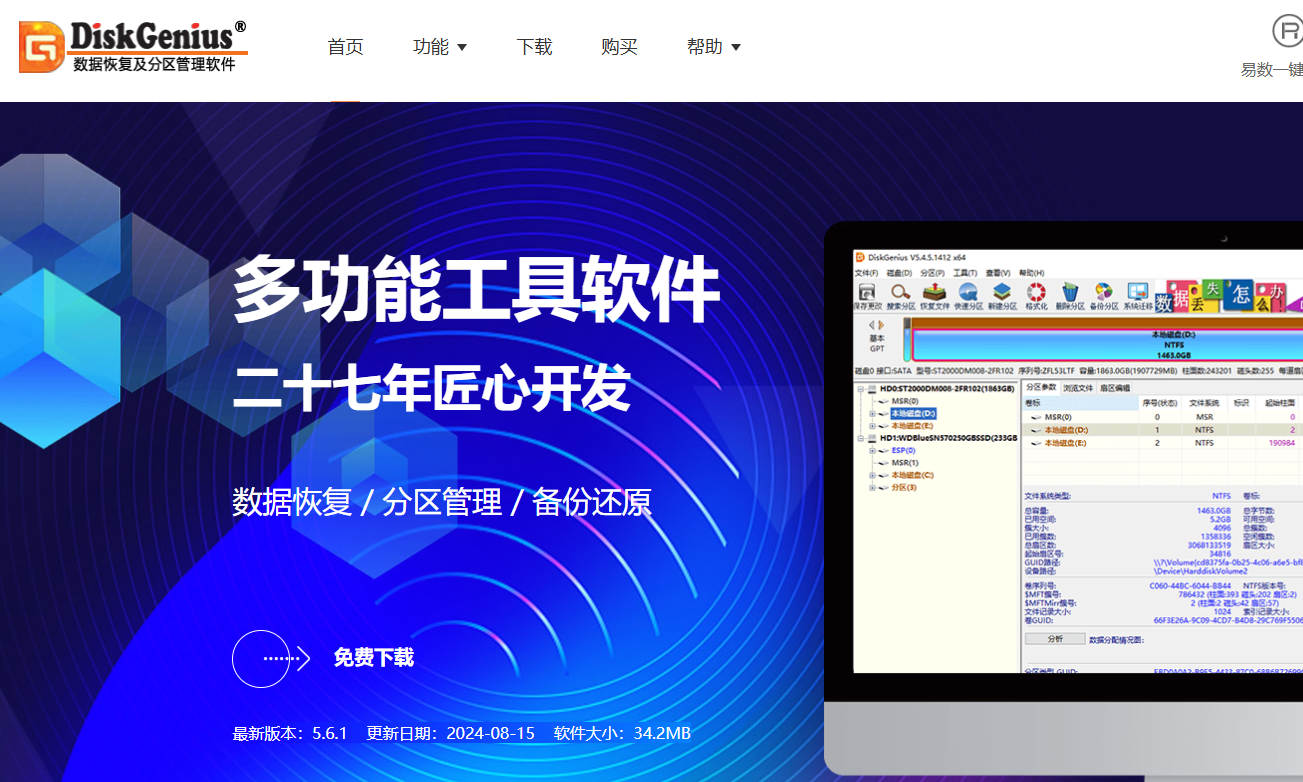 DiskGenius®
数据恢复及分区管理软件
首页 功能 ▼ 下载 购买 帮助 ▼
R
易数一键
多功能工具软件
二十七年匠心开发
数据恢复 / 分区管理 / 备份还原
免费下载
最新版本：5.6.1 更新日期：2024-08-15 软件大小：34.2MB
DiskGenius V5.4.5.1412 x64
文件(F) 磁盘(D) 分区(P) 工具(T) 查看(V) 帮助(H)
保存更改 搜索分区 恢复文件 快速分区 新建分区 格式化 删除分区 备份分区 系统迁移
数据丢失怎么办!
基本
GPT
本地磁盘(D:)
NTFS
1463.0GB
磁盘0 接口:SATA 型号:ST2000DM008-2FR102 序列号:ZFL53LTF 容量:1863.0GB(1907729MB) 柱面数:243201 磁头数:255 每道扇
HD0:ST2000DM008-2FR102(1863GB)
MSR(0)
本地磁盘(D:)
本地磁盘(E:)
HD1:WDBlueSN570250GBSSD(233GB
ESP(0)
MSR(1)
本地磁盘(C:)
分区(3)
分区参数 浏览文件 扇区编辑
卷标 序号(状态) 文件系统 标识 起始柱面
MSR(0) 0 MSR 0
本地磁盘(D:) 1 NTFS 2
本地磁盘(E:) 2 NTFS 190984
文件系统类型: NTFS 卷标:
总容量: 1463.0GB 总字节数:
已用空间: 5.2GB 可用空间:
簇大小: 4096 总簇数:
已用簇数: 1358336 空闲簇数:
总扇区数: 3068133519 扇区大小:
起始扇区号: 34816
GUID路径: \\?\Volume{cd8375fa-0b25-4c06-a6e5-bf
设备路径: \Device\HarddiskVolume2
卷序列号: C060-44BC-6044-BB44 NTFS版本号:
$MFT簇号: 786432 (柱面:393 磁头:202 扇区:2)
$MFTMirr簇号: 2 (柱面:2 磁头:42 扇区:57)
文件记录大小: 1024 索引记录大小:
卷GUID: 66F3E26A-9C09-4CD7-B4D8-29C769F5506
分析 数据分配情况图:
分区类型 GUID: